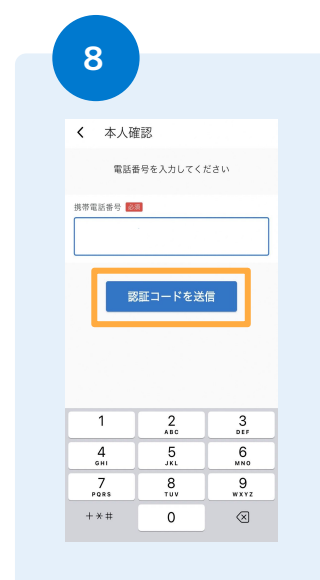 8
本人確認
電話番号を入力してください
携帯電話番号 必須
認証コードを送信
1 2 3
ABC DEF
4 5 6
GHI JKL MNO
7 8 9
PQRS TUV WXYZ
+*# 0